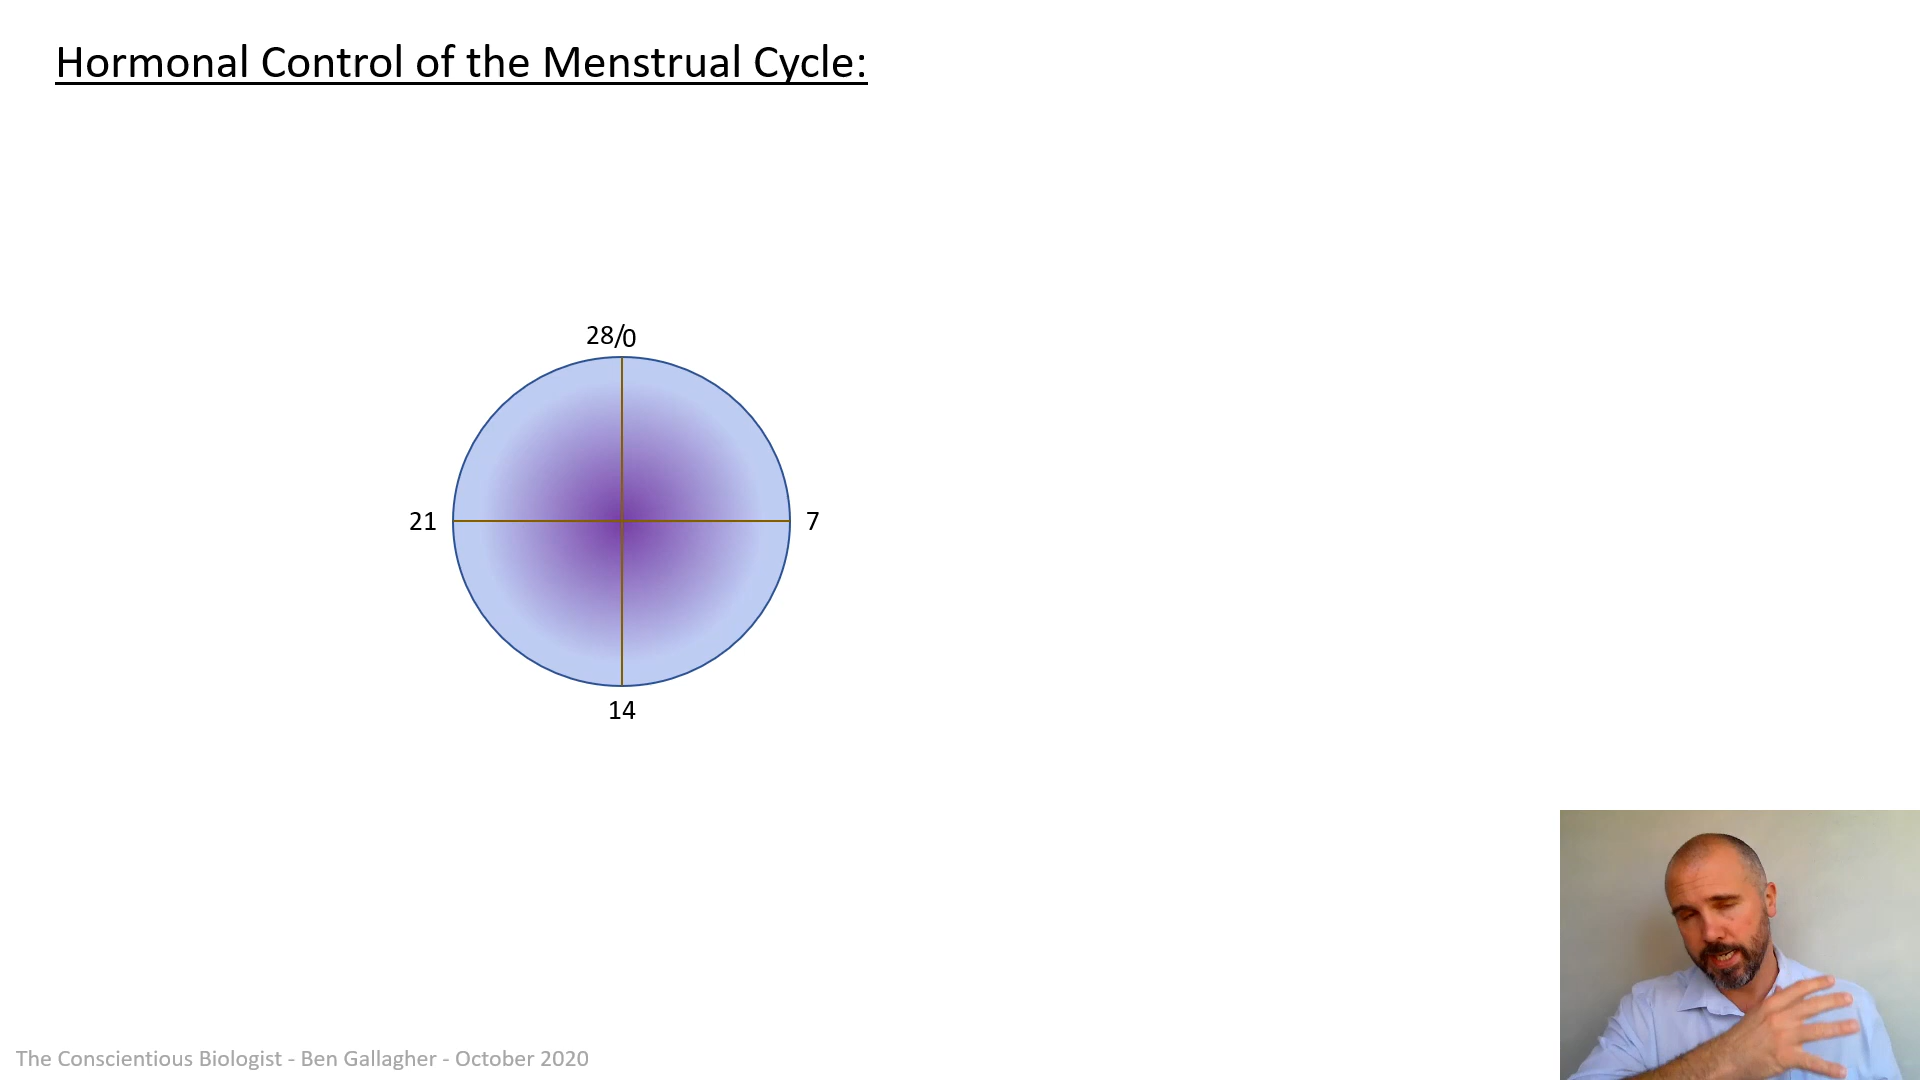 Hormonal Control of the Menstrual Cycle:
28/0
21
7
14
The Conscientious Biologist - Ben Gallagher - October 2020